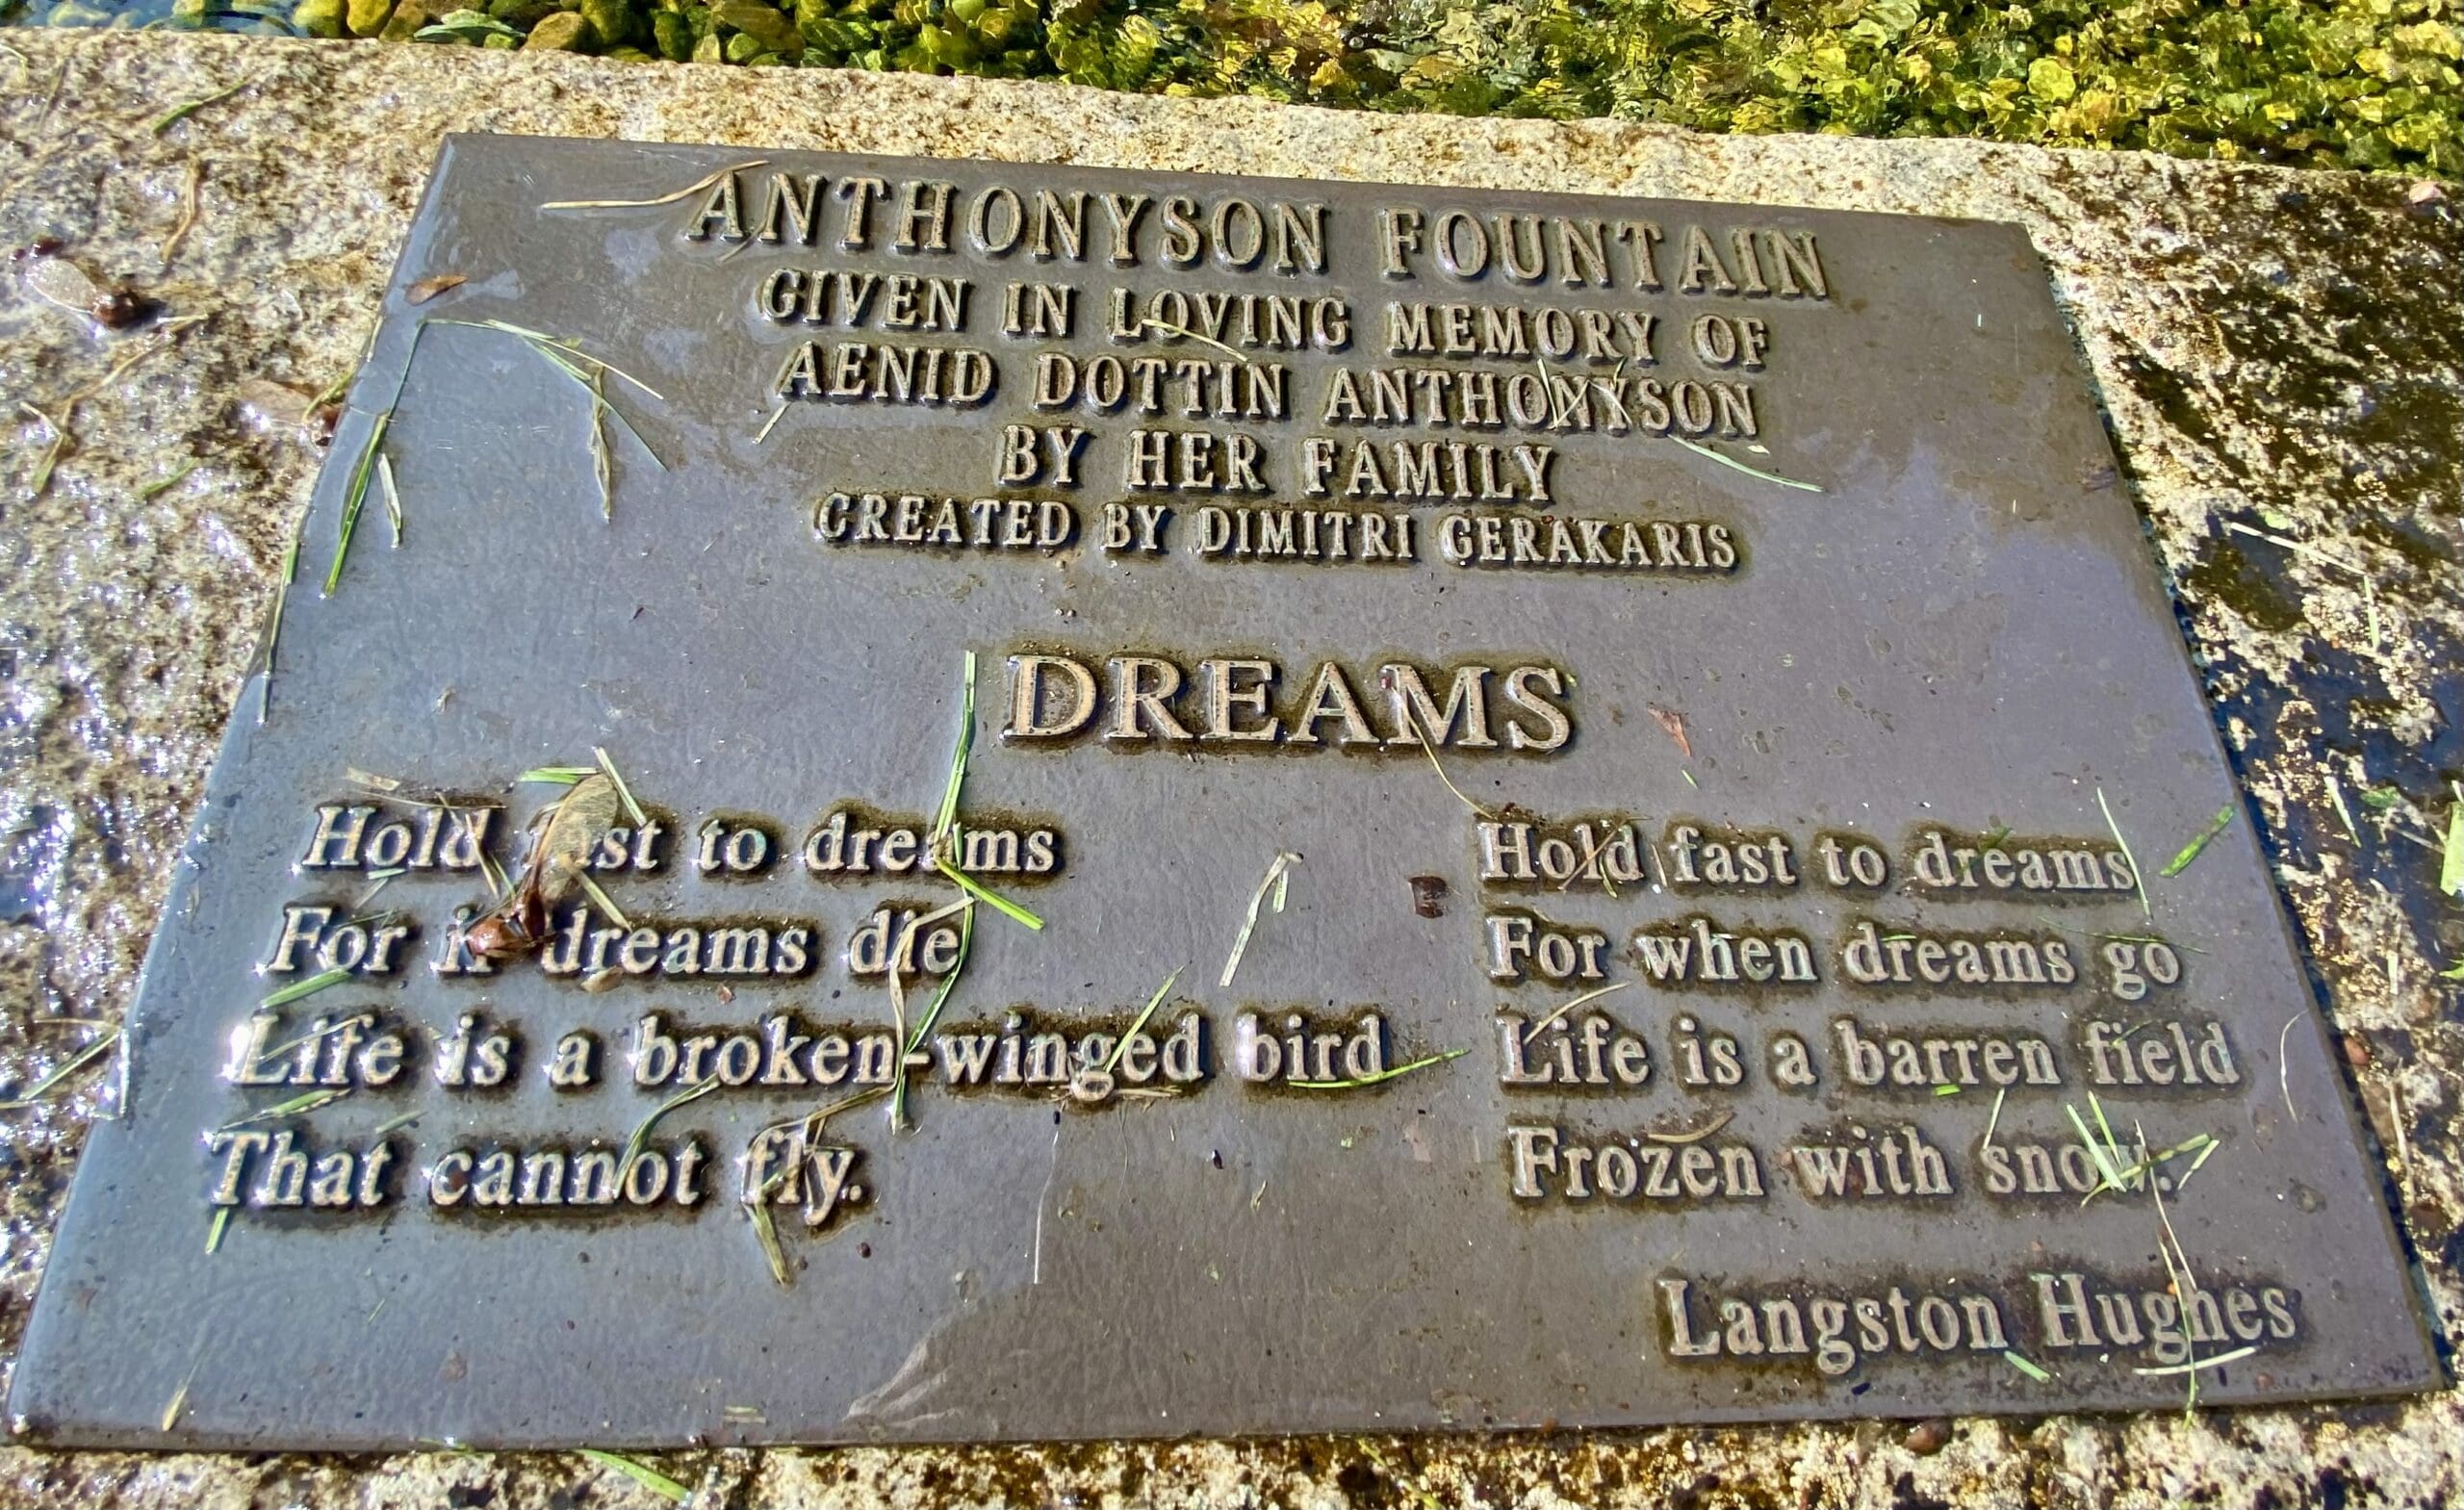 ANTHONYSON FOUNTAIN
GIVEN IN LOVING MEMORY OF
AENID DOTTIN ANTHONYSON
BY HER FAMILY
CREATED BY DIMITRI GERAKARIS
DREAMS
Hold fast to dreams
For if dreams die
Life is a broken-winged bird
That cannot fly.
Hold fast to dreams
For when dreams go
Life is a barren field
Frozen with snow.
Langston Hughes